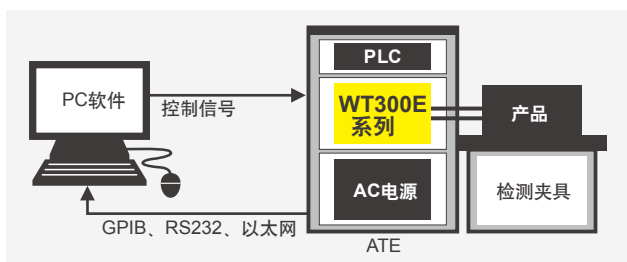 PLC
PC软件
控制信号
WT300E
系列
产品
AC电源
检测夹具
GPIB、RS232、以太网
ATE